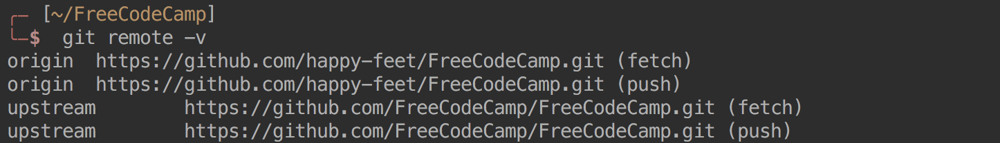 [~/FreeCodeCamp]
$ git remote -v
origin  https://github.com/happy-feet/FreeCodeCamp.git (fetch)
origin  https://github.com/happy-feet/FreeCodeCamp.git (push)
upstream        https://github.com/FreeCodeCamp/FreeCodeCamp.git (fetch)
upstream        https://github.com/FreeCodeCamp/FreeCodeCamp.git (push)